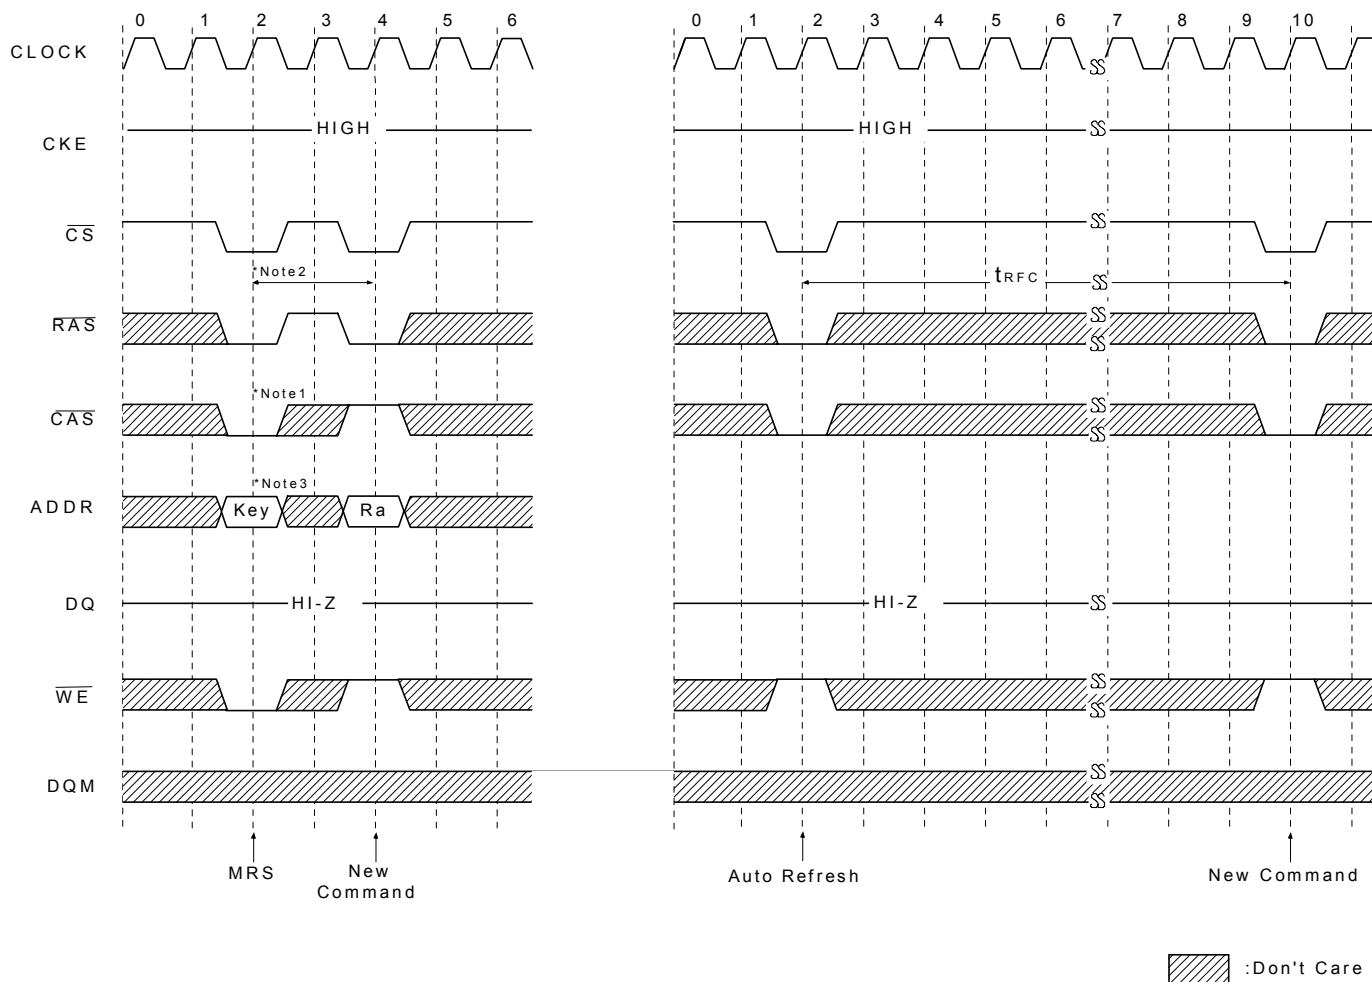 0 1 2 3 4 5 6 0 1 2 3 4 5 6 7 8 9 10
CLOCK
HIGH HIGH
CKE
CS
*Note2 tRFC
RAS
*Note1
CAS
*Note3
ADDR Key Ra
DQ HI-Z HI-Z
WE
DQM
MRS New Command Auto Refresh New Command
:Don't Care